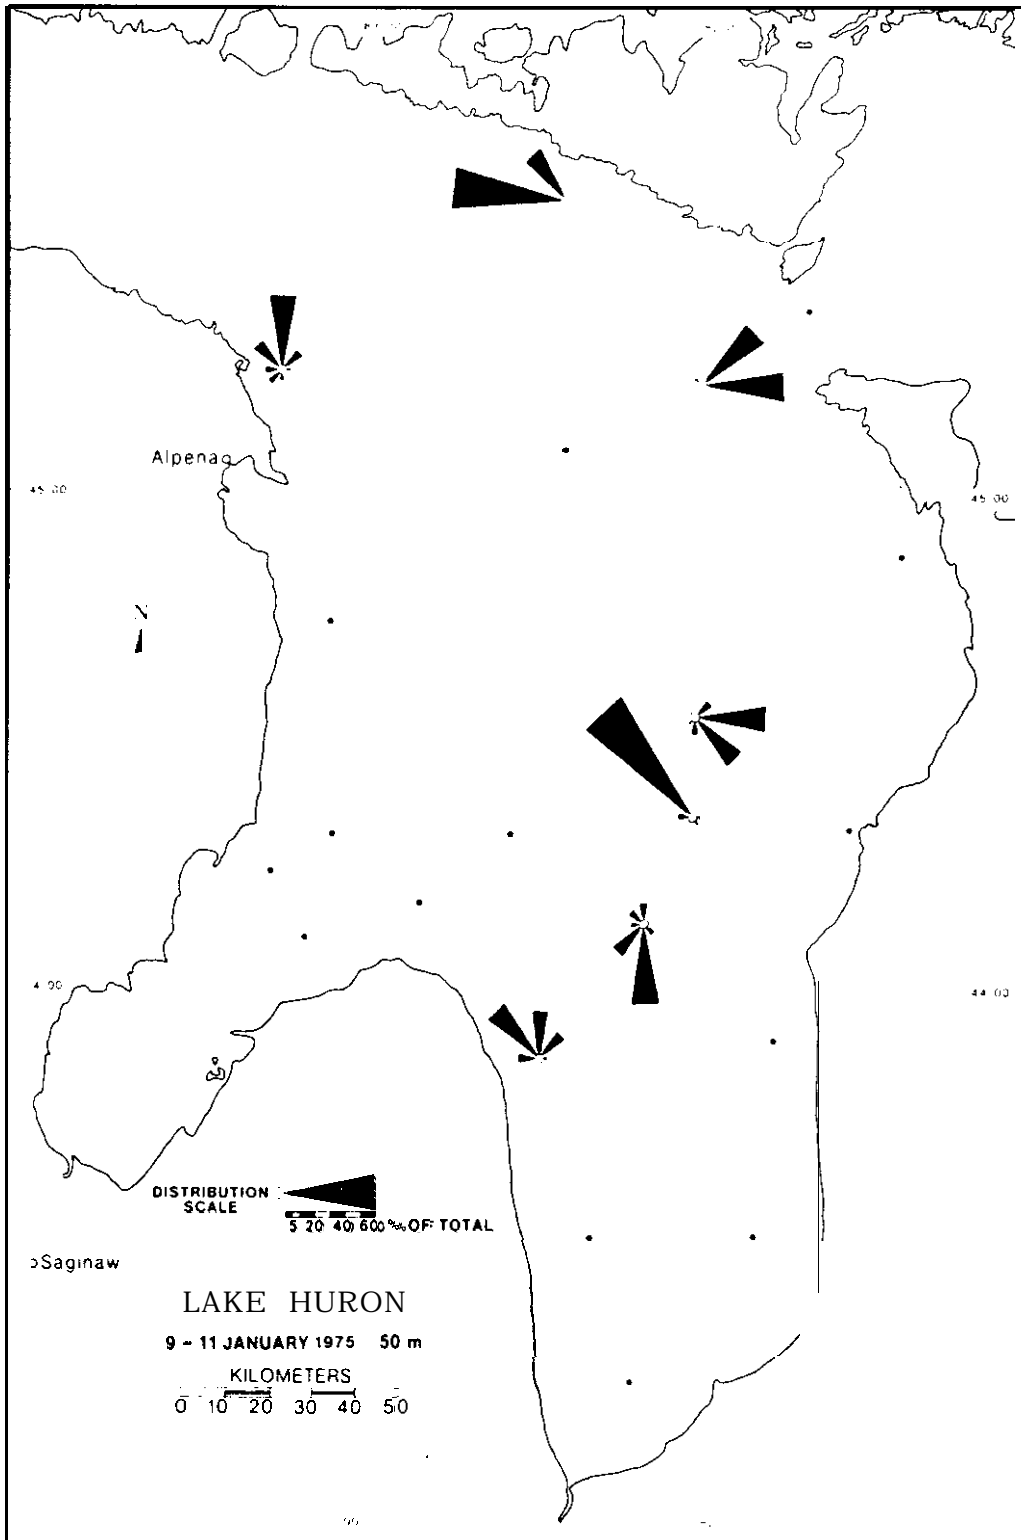 Alpena
45 00
45 00
N
4 00
44 00
DISTRIBUTION
SCALE
5 20 40 60 % OF TOTAL
Saginaw
LAKE HURON
9 - 11 JANUARY 1975 50 m
KILOMETERS
0 10 20 30 40 50